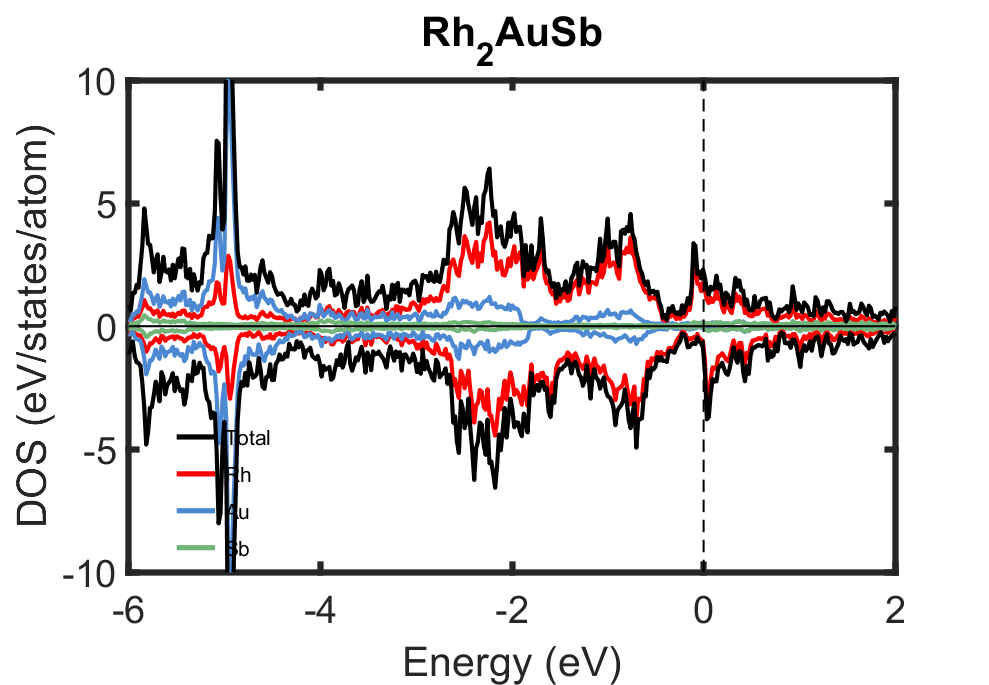 Rh₂AuSb
DOS (eV/states/atom)
10
5
0
-5
-10
Total
Rh
Au
Sb
-6 -4 -2 0 2
Energy (eV)